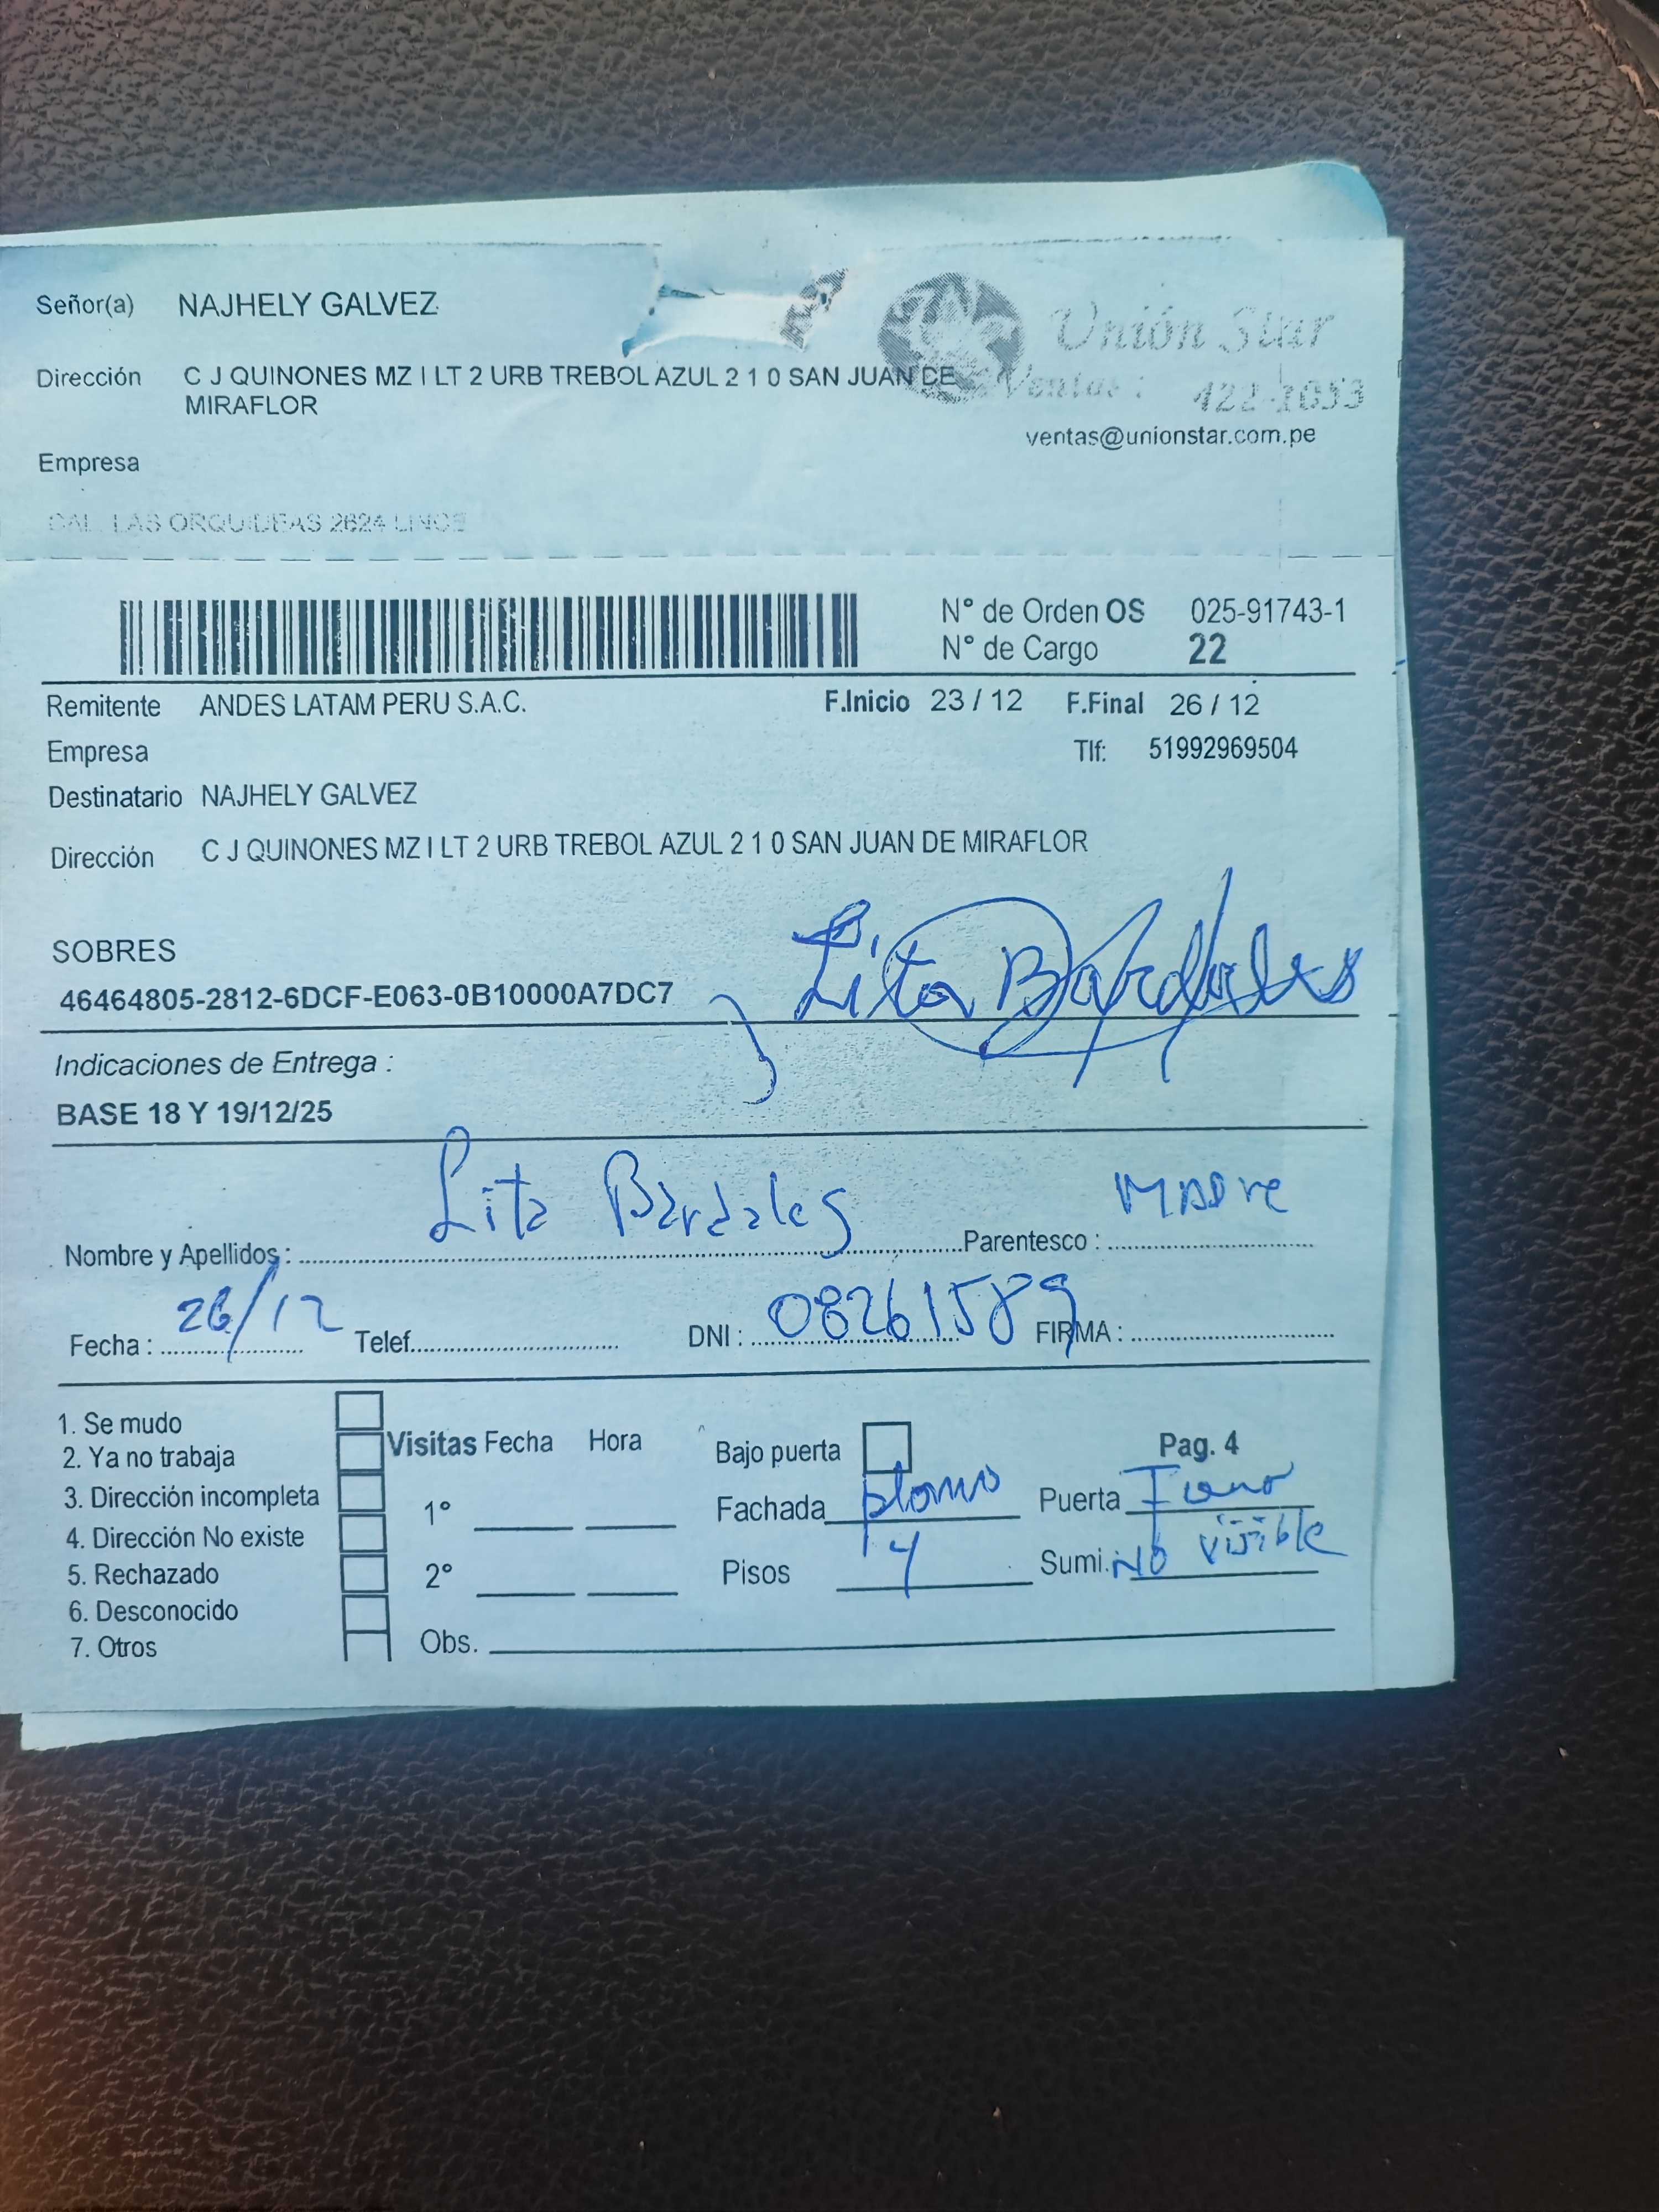 Señor(a) NAJHELY GALVEZ
Unión Star
Dirección C J QUINONES MZ I LT 2 URB TREBOL AZUL 2 1 0 SAN JUAN DE
MIRAFLOR
Ventas : 422-1033
ventas@unionstar.com.pe
Empresa
CAL. LAS ORQUIDEAS 2624 LINCE
N° de Orden OS 025-91743-1
N° de Cargo 22
Remitente ANDES LATAM PERU S.A.C. F.Inicio 23 / 12 F.Final 26 / 12
Empresa Tlf: 51992969504
Destinatario NAJHELY GALVEZ
Dirección C J QUINONES MZ I LT 2 URB TREBOL AZUL 2 1 0 SAN JUAN DE MIRAFLOR
SOBRES
46464805-2812-6DCF-E063-0B10000A7DC7 Lita Bardales
Indicaciones de Entrega :
BASE 18 Y 19/12/25
Nombre y Apellidos : Lita Bardales Parentesco : Madre
Fecha : 26/12 Telef. DNI : 08261589 FIRMA :
1. Se mudo
2. Ya no trabaja
3. Dirección incompleta
4. Dirección No existe
5. Rechazado
6. Desconocido
7. Otros
Visitas Fecha Hora
1°
2°
Obs.
Bajo puerta Pag. 4
Fachada plomo Puerta
Pisos 4 Sumi. No visible